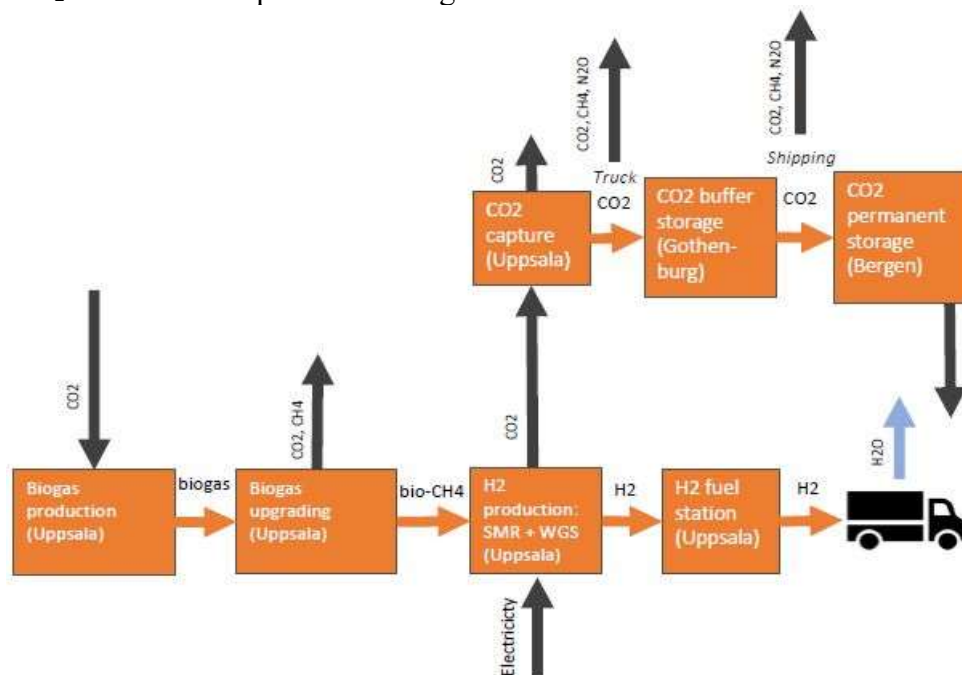 CO2, CH4, N2O
CO2, CH4, N2O
CO2
Truck
CO2
Shipping
CO2
CO2
capture
(Uppsala)
CO2 buffer
storage
(Gothen-
burg)
CO2
permanent
storage
(Bergen)
CO2
CO2, CH4
CO2
H2O
Biogas
production
(Uppsala)
biogas
Biogas
upgrading
(Uppsala)
bio-CH4
H2
production:
SMR + WGS
(Uppsala)
H2
H2 fuel
station
(Uppsala)
H2
Electricicty